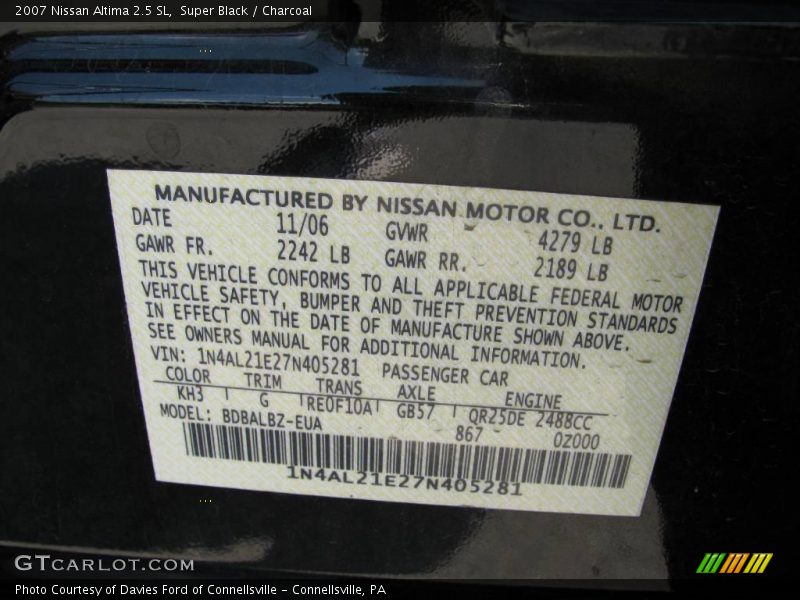 2007 Nissan Altima 2.5 SL, Super Black / Charcoal
MANUFACTURED BY NISSAN MOTOR CO., LTD.
DATE 11/06 GVWR 4279 LB
GAWR FR. 2242 LB GAWR RR. 2189 LB
THIS VEHICLE CONFORMS TO ALL APPLICABLE FEDERAL MOTOR
VEHICLE SAFETY, BUMPER AND THEFT PREVENTION STANDARDS
IN EFFECT ON THE DATE OF MANUFACTURE SHOWN ABOVE.
SEE OWNERS MANUAL FOR ADDITIONAL INFORMATION.
VIN: 1N4AL21E27N405281 PASSENGER CAR
COLOR TRIM TRANS AXLE ENGINE
KH3 G RE0F10A GB57 QR25DE 2488CC
MODEL: BDBALBZ-EUA 867 0Z000
1N4AL21E27N405281
GTCARLOT.COM
Photo Courtesy of Davies Ford of Connellsville - Connellsville, PA